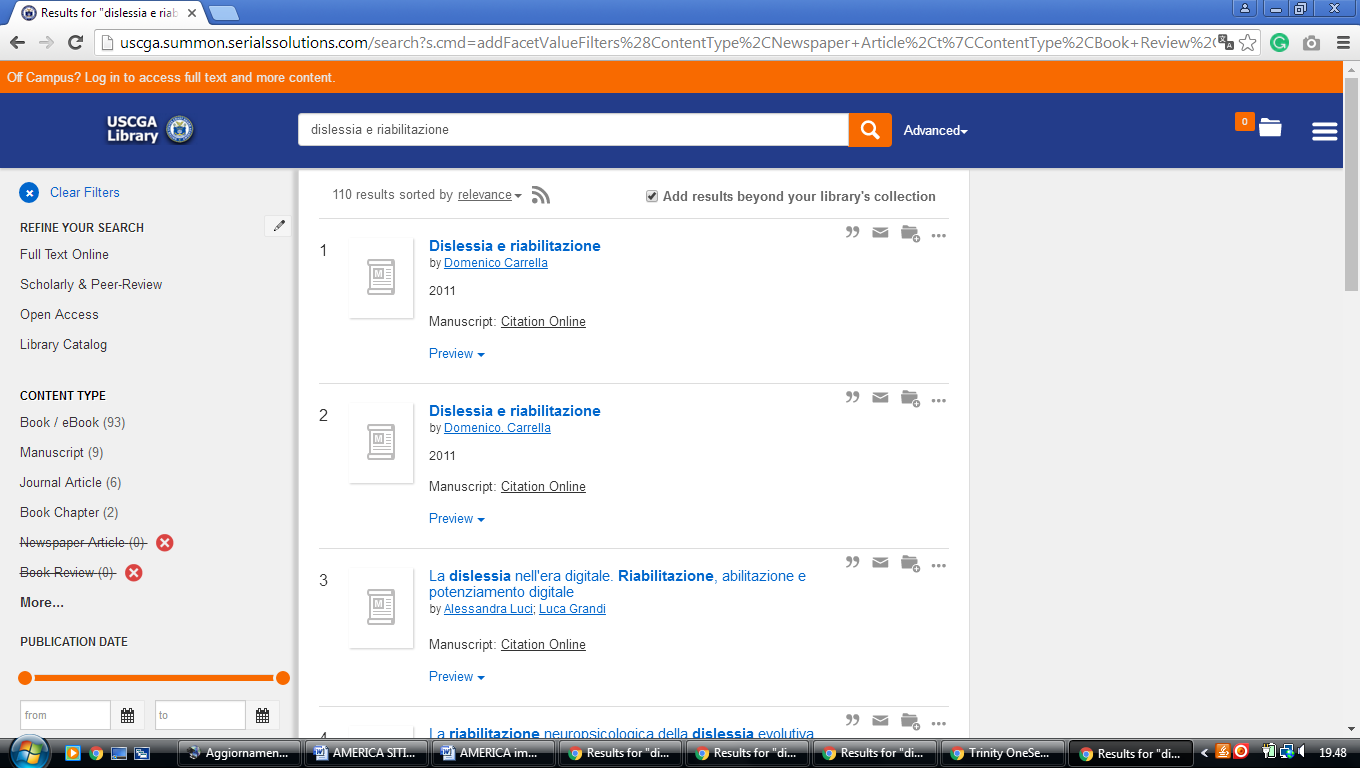 Results for "dislessia e riab
uscga.summon.serialssolutions.com/search?s.cmd=addFacetValueFilters%28ContentType%2CNewspaper+Article%2Ct%7CContentType%2CBook+Review%2C
Off Campus? Log in to access full text and more content.
USCGA
Library
dislessia e riabilitazione
Advanced
0
Clear Filters
REFINE YOUR SEARCH
Full Text Online
Scholarly & Peer-Review
Open Access
Library Catalog
CONTENT TYPE
Book / eBook (93)
Manuscript (9)
Journal Article (6)
Book Chapter (2)
Newspaper Article (0)
Book Review (0)
More...
PUBLICATION DATE
from
to
110 results sorted by relevance
Add results beyond your library's collection
1
Dislessia e riabilitazione
by Domenico Carrella
2011
Manuscript: Citation Online
Preview
2
Dislessia e riabilitazione
by Domenico. Carrella
2011
Manuscript: Citation Online
Preview
3
La dislessia nell'era digitale. Riabilitazione, abilitazione e
potenziamento digitale
by Alessandra Luci; Luca Grandi
Manuscript: Citation Online
Preview
4
La riabilitazione neuropsicologica della dislessia evolutiva
Aggiornamen...
AMERICA SITI...
AMERICA im...
Results for "di...
Results for "di...
Results for "di...
Trinity OneSe...
Results for "di...
19.48